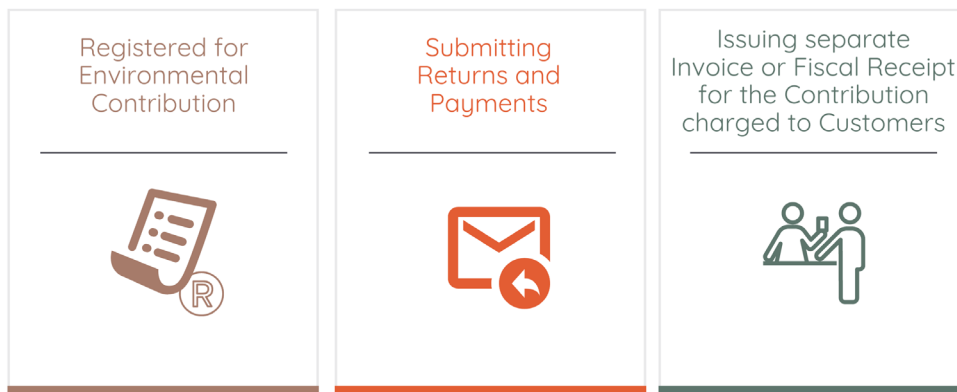 Registered for
Environmental
Contribution
Submitting
Returns and
Payments
Issuing separate
Invoice or Fiscal Receipt
for the Contribution
charged to Customers
R